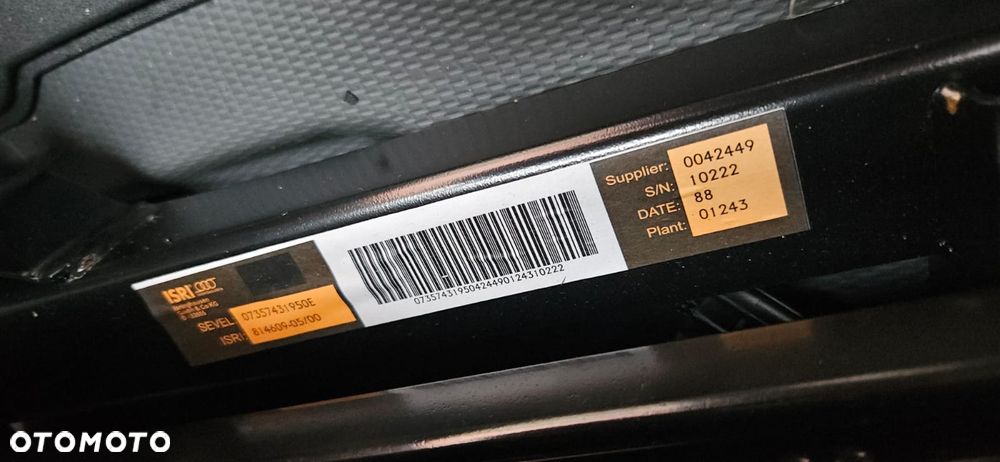 ISRI
SEVEL: 07357431950E
ISRI: 814609-05/00
07357431950424490124310222
Supplier: 0042449
S/N: 10222
DATE: 88
Plant: 01243
OTOMOTO